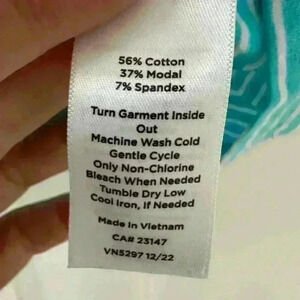 56% Cotton
37% Modal
7% Spandex
Turn Garment Inside
Out
Machine Wash Cold
Gentle Cycle
Only Non-Chlorine
Bleach When Needed
Tumble Dry Low
Cool Iron, If Needed
Made In Vietnam
CA# 23147
VN5297 12/22